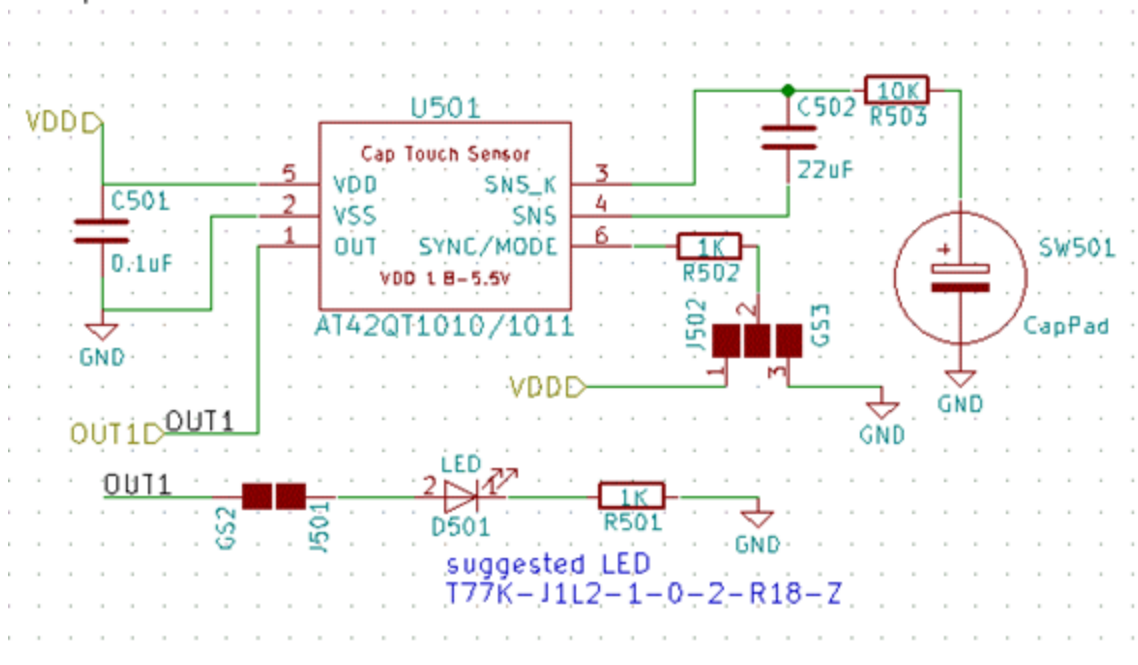 U501
VDD
Cap Touch Sensor
C502
10K
R503
5
VDD
SNS_K
3
22uF
C501
2
VSS
SNS
4
0.1uF
1
OUT
SYNC/MODE
6
1K
R502
+
SW501
VDD 1.8-5.5V
AT42QT1010/1011
J502
2
GS3
CapPad
GND
1
3
VDD
GND
GND
OUT1
OUT1
OUT1
GS2
J501
LED
2
1
D501
1K
R501
GND
suggested LED
T77K-J1L2-1-0-2-R18-Z